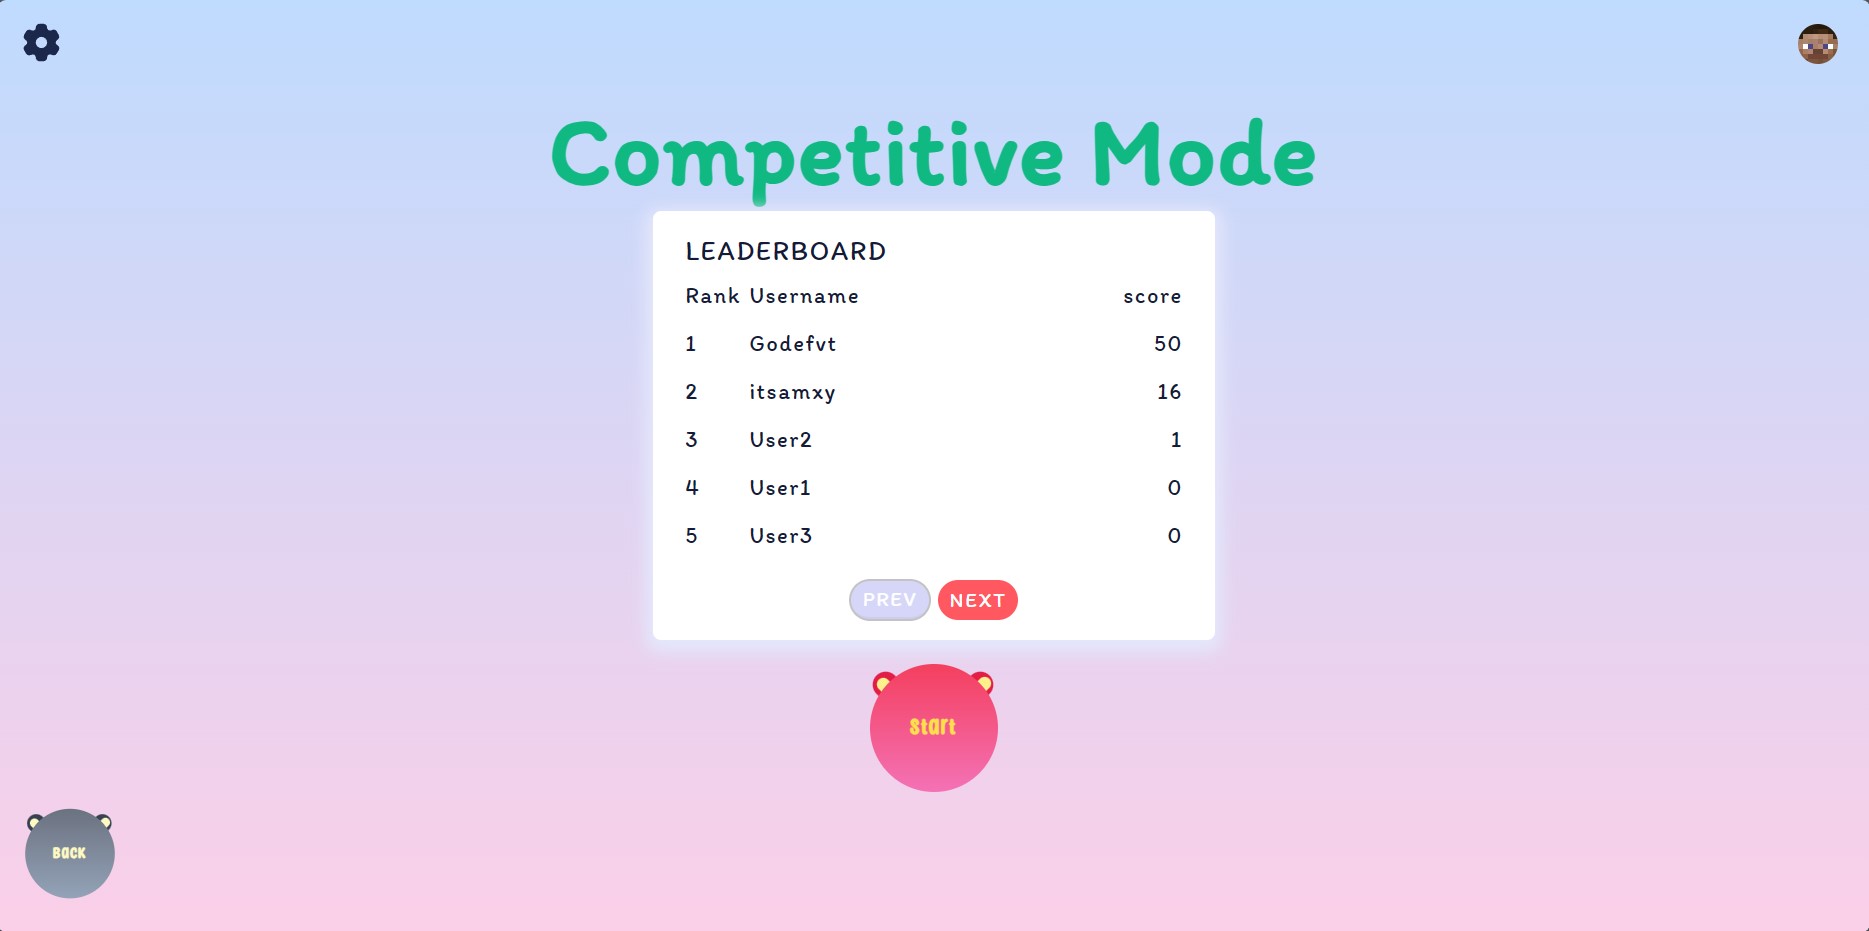 Competitive Mode
LEADERBOARD
Rank Username score
1 Godefvt 50
2 itsamxy 16
3 User2 1
4 User1 0
5 User3 0
PREV NEXT
Start
BACK